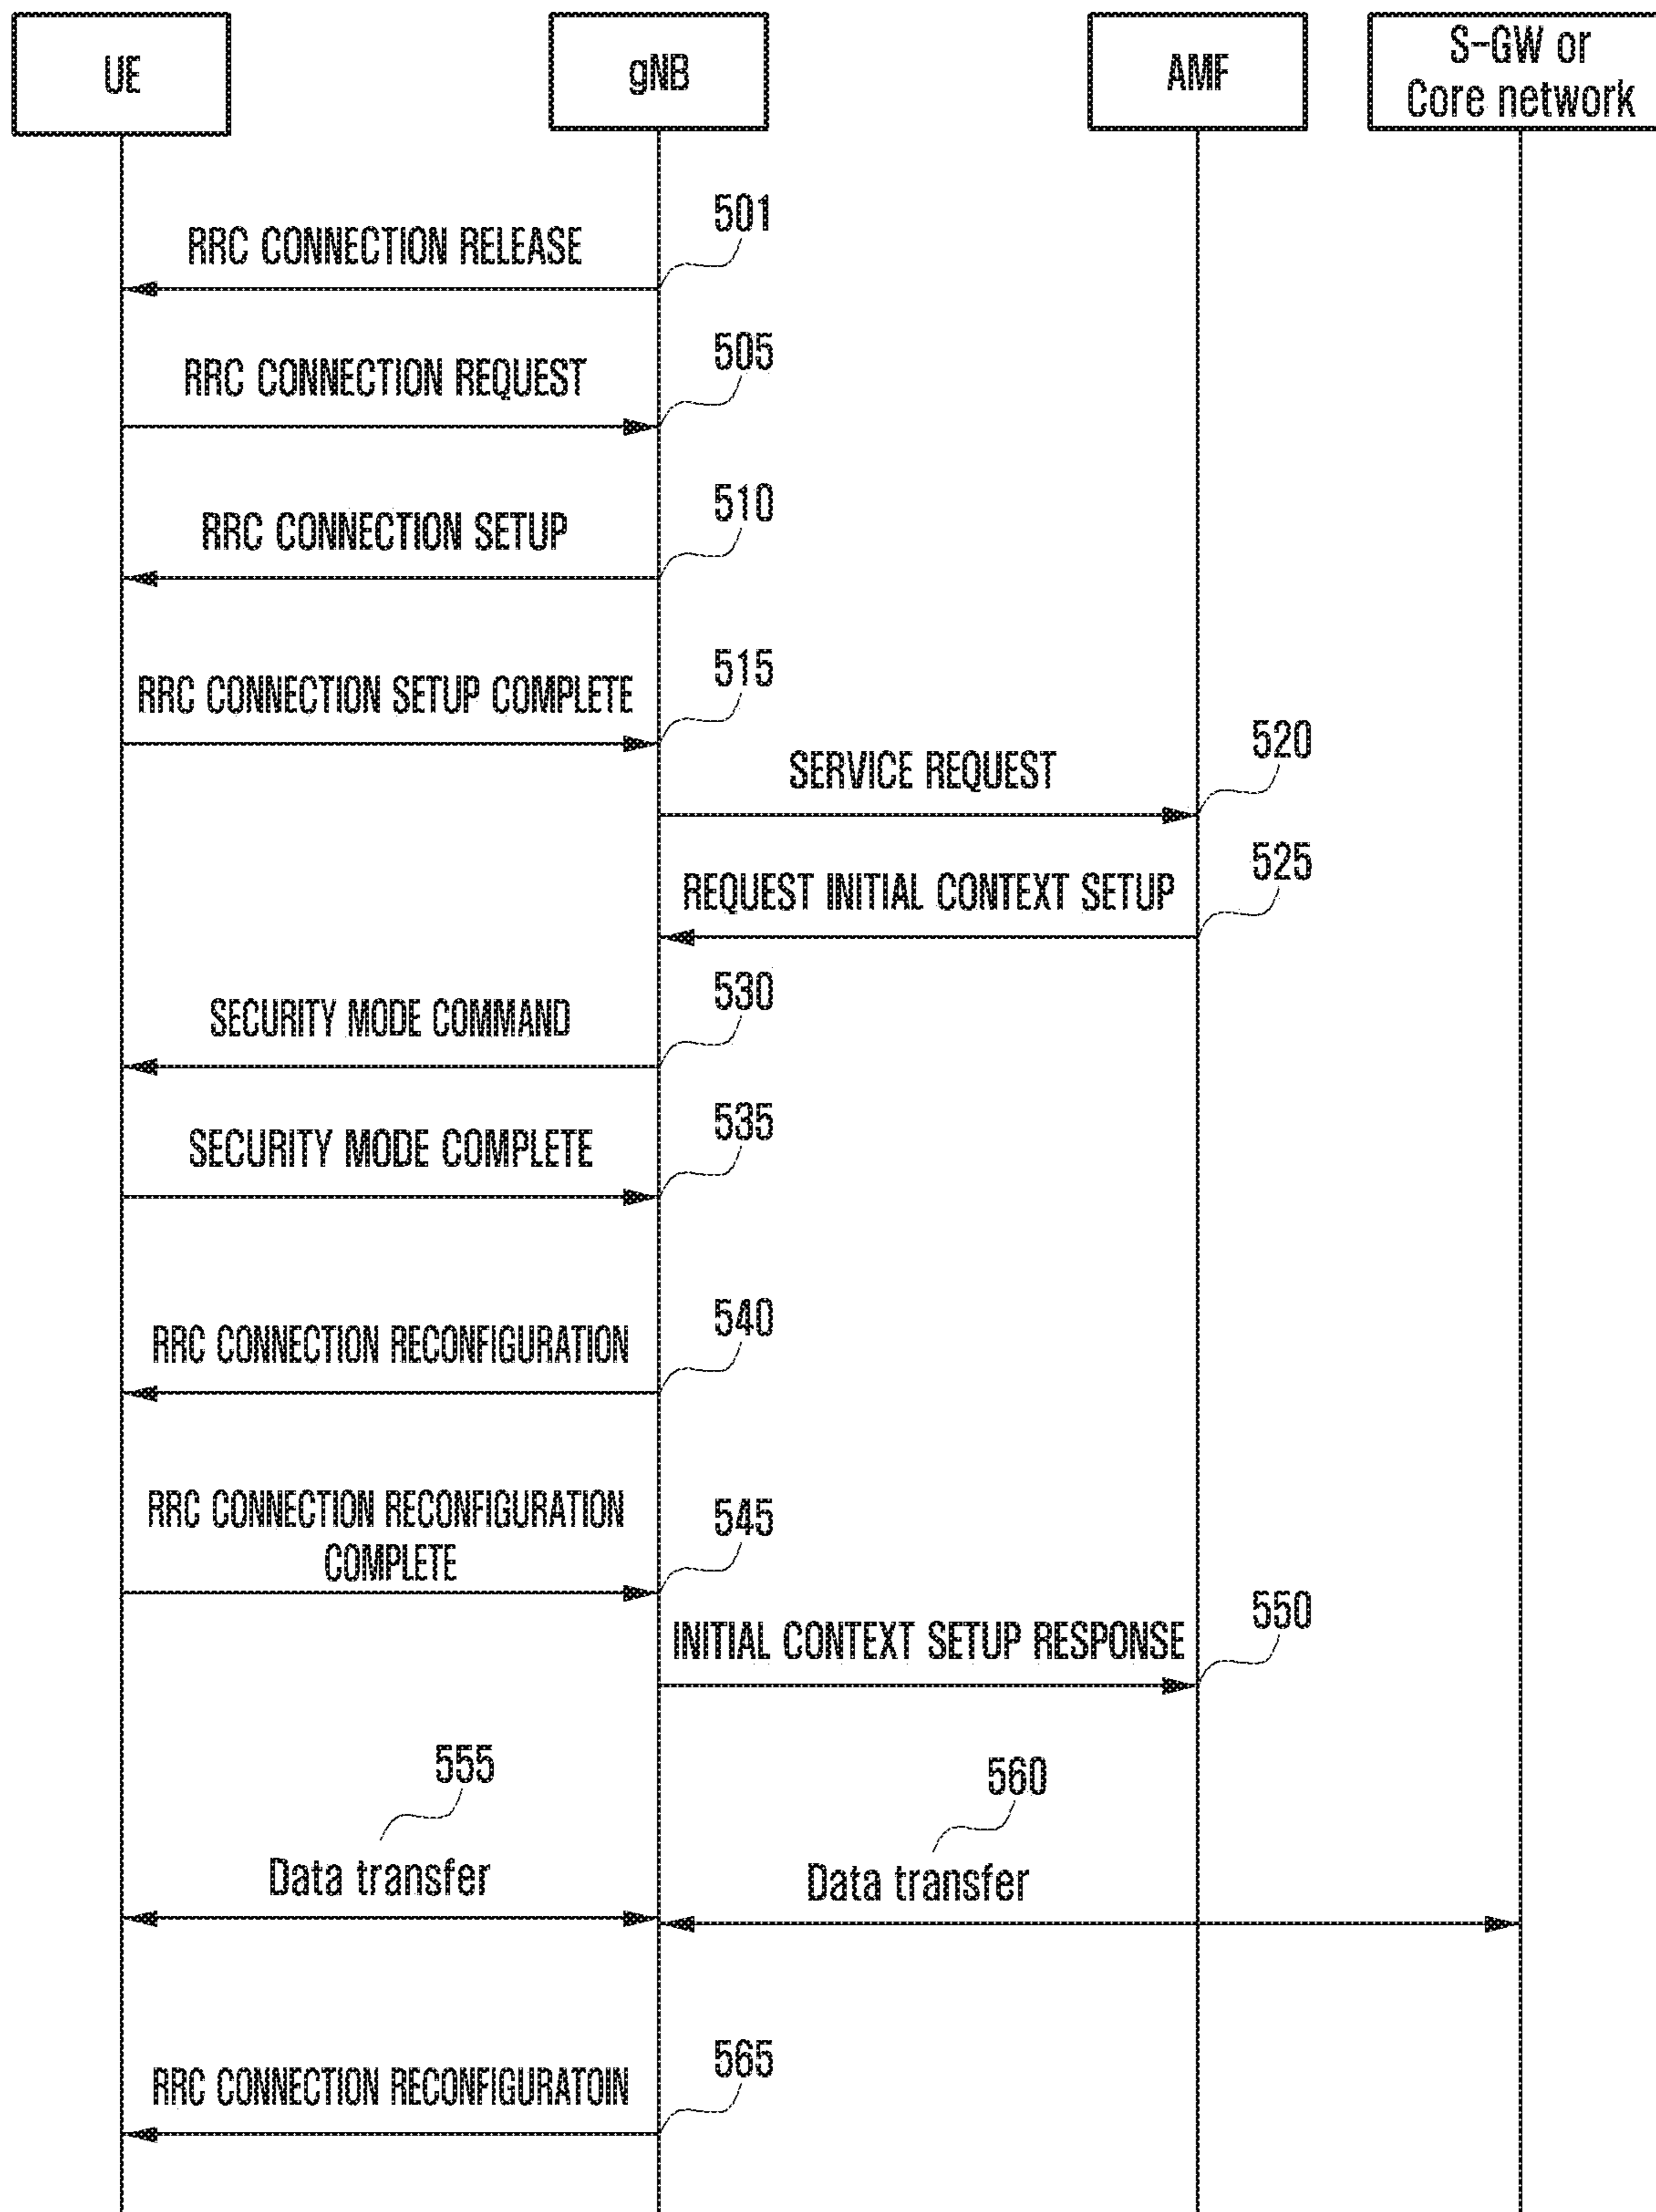 UE
gNB
AMF
S-GW or
Core network
501
RRC CONNECTION RELEASE
505
RRC CONNECTION REQUEST
510
RRC CONNECTION SETUP
515
RRC CONNECTION SETUP COMPLETE
520
SERVICE REQUEST
525
REQUEST INITIAL CONTEXT SETUP
530
SECURITY MODE COMMAND
535
SECURITY MODE COMPLETE
540
RRC CONNECTION RECONFIGURATION
545
RRC CONNECTION RECONFIGURATION
COMPLETE
550
INITIAL CONTEXT SETUP RESPONSE
555
560
Data transfer
Data transfer
565
RRC CONNECTION RECONFIGURATOIN